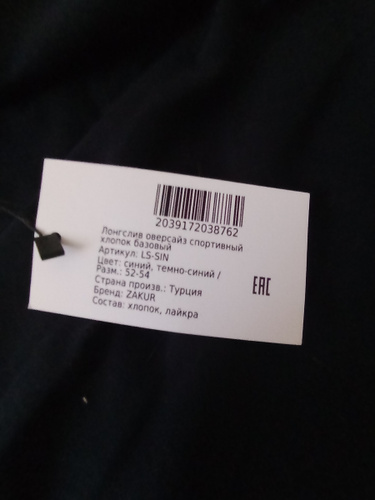 2039172038762
Лонгслив оверсайз спортивный
хлопок базовый
Артикул: LS-SIN
Цвет: синий, темно-синий /
Разм.: 52-54
Страна произв.: Турция
Бренд: ZAKUR
Состав: хлопок, лайкра
EAC